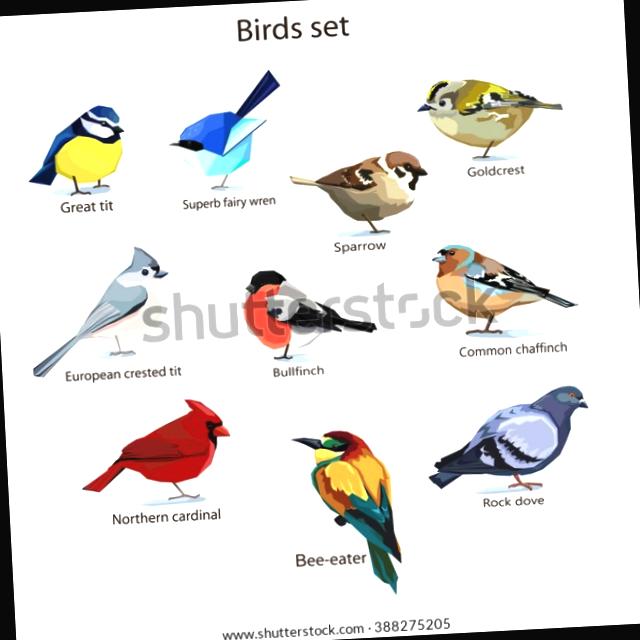 Birds set
Great tit
Superb fairy wren
Sparrow
Goldcrest
shutterstock
European crested tit
Bullfinch
Common chaffinch
Northern cardinal
Bee-eater
Rock dove
www.shutterstock.com · 388275205